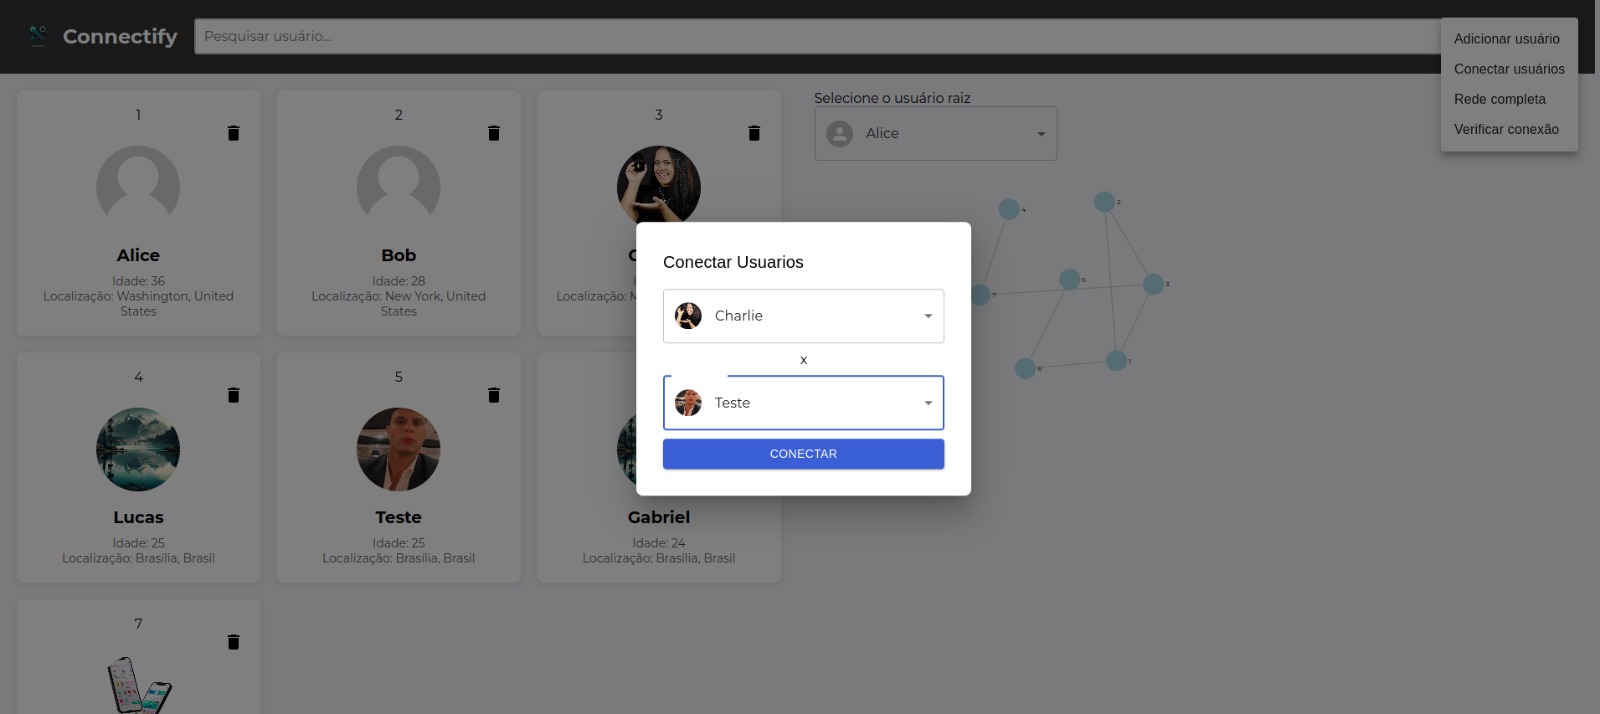 Connectify
Pesquisar usuário...
Adicionar usuário
Conectar usuários
Rede completa
Verificar conexão
1
Alice
Idade: 36
Localização: Washington, United
States
2
Bob
Idade: 28
Localização: New York, United
States
3
Localização:
Selecione o usuário raiz
Alice
4
2
5
3
7
6
1
Conectar Usuarios
Charlie
x
Teste
CONECTAR
4
Lucas
Idade: 25
Localização: Brasília, Brasil
5
Teste
Idade: 25
Localização: Brasília, Brasil
Gabriel
Idade: 24
Localização: Brasília, Brasil
7